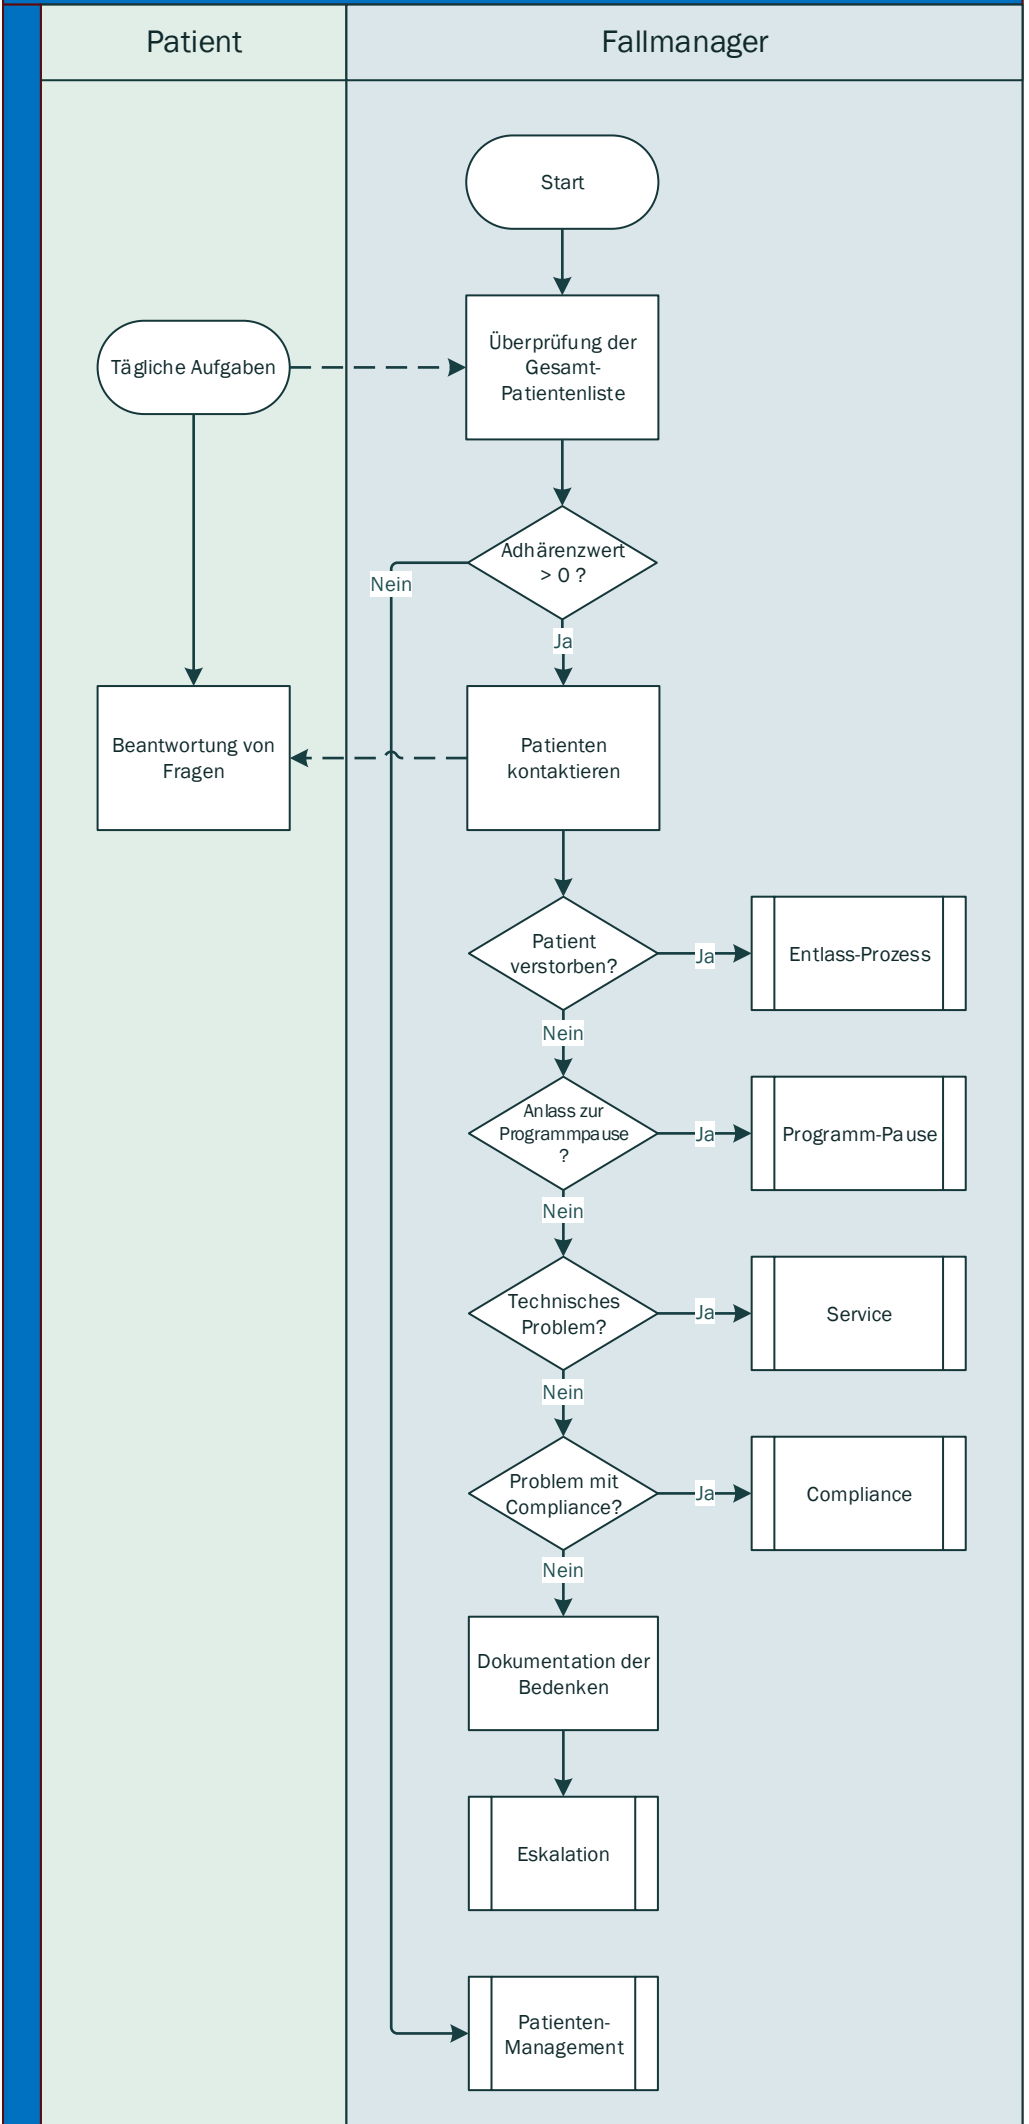 Patient
Fallmanager
Start
Tägliche Aufgaben
Überprüfung der
Gesamt-
Patientenliste
Adhärenzwert
> 0 ?
Nein
Ja
Beantwortung von
Fragen
Patienten
kontaktieren
Patient
verstorben?
Ja
Entlass-Prozess
Nein
Anlass zur
Programmpause
?
Ja
Programm-Pause
Nein
Technisches
Problem?
Ja
Service
Nein
Problem mit
Compliance?
Ja
Compliance
Nein
Dokumentation der
Bedenken
Eskalation
Patienten-
Management